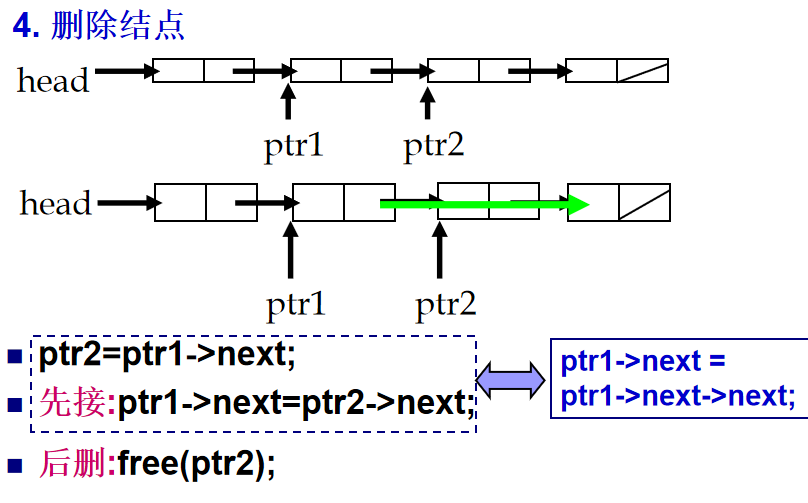 4. 删除结点
head
ptr1 ptr2
head
ptr1 ptr2
ptr2=ptr1->next;
先接:ptr1->next=ptr2->next;
ptr1->next =
ptr1->next->next;
后删:free(ptr2);